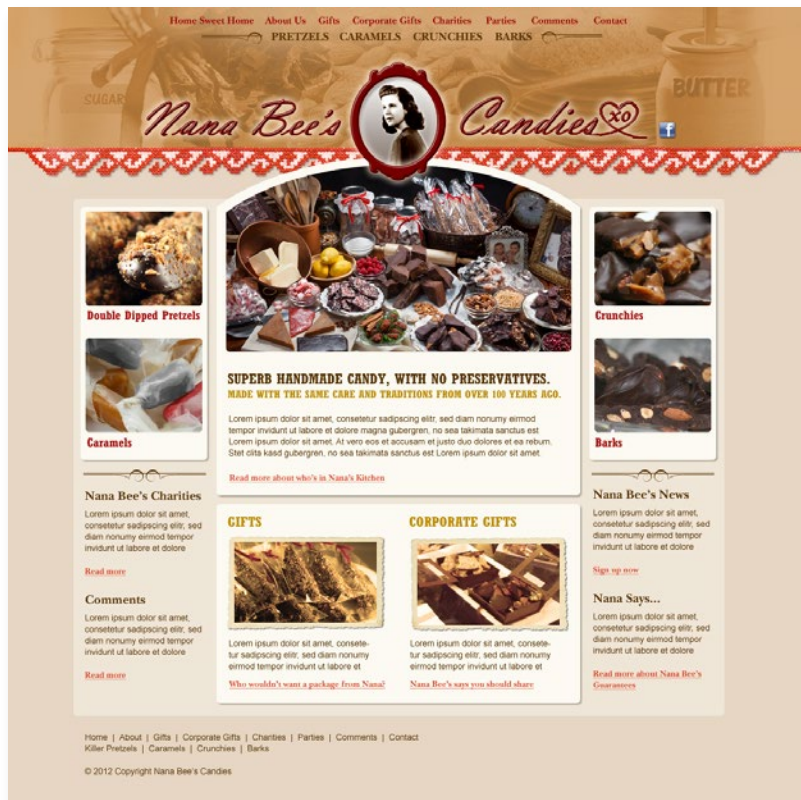 Home Sweet Home About Us Gifts Corporate Gifts Charities Parties Comments Contact
PRETZELS CARAMELS CRUNCHIES BARKS
SUGAR
BUTTER
Nana Bee's Candies xo
f
Double Dipped Pretzels
Caramels
Nana Bee's Charities
Lorem ipsum dolor sit amet,
consetetur sadipscing elitr, sed
diam nonumy eirmod tempor
invidunt ut labore et dolore
Read more
Comments
Lorem ipsum dolor sit amet,
consetetur sadipscing elitr, sed
diam nonumy eirmod tempor
invidunt ut labore et dolore
Read more
SUPERB HANDMADE CANDY, WITH NO PRESERVATIVES.
MADE WITH THE SAME CARE AND TRADITIONS FROM OVER 100 YEARS AGO.
Lorem ipsum dolor sit amet, consetetur sadipscing elitr, sed diam nonumy eirmod
tempor invidunt ut labore et dolore magna gubergren, no sea takimata sanctus est
Lorem ipsum dolor sit amet. At vero eos et accusam et justo duo dolores et ea rebum.
Stet clita kasd gubergren, no sea takimata sanctus est Lorem ipsum dolor sit amet.
Read more about who's in Nana's Kitchen
GIFTS
Lorem ipsum dolor sit amet, consete-
tur sadipscing elitr, sed diam nonumy
eirmod tempor invidunt ut labore et
Who wouldn't want a package from Nana?
CORPORATE GIFTS
Lorem ipsum dolor sit amet, consete-
tur sadipscing elitr, sed diam nonumy
eirmod tempor invidunt ut labore et
Nana Bee's says you should share
Crunchies
Barks
Nana Bee's News
Lorem ipsum dolor sit amet,
consetetur sadipscing elitr, sed
diam nonumy eirmod tempor
invidunt ut labore et dolore
Sign up now
Nana Says...
Lorem ipsum dolor sit amet,
consetetur sadipscing elitr, sed
diam nonumy eirmod tempor
invidunt ut labore et dolore
Read more about Nana Bee's
Guarantees
Home | About | Gifts | Corporate Gifts | Charities | Parties | Comments | Contact
Killer Pretzels | Caramels | Crunchies | Barks
© 2012 Copyright Nana Bee's Candies